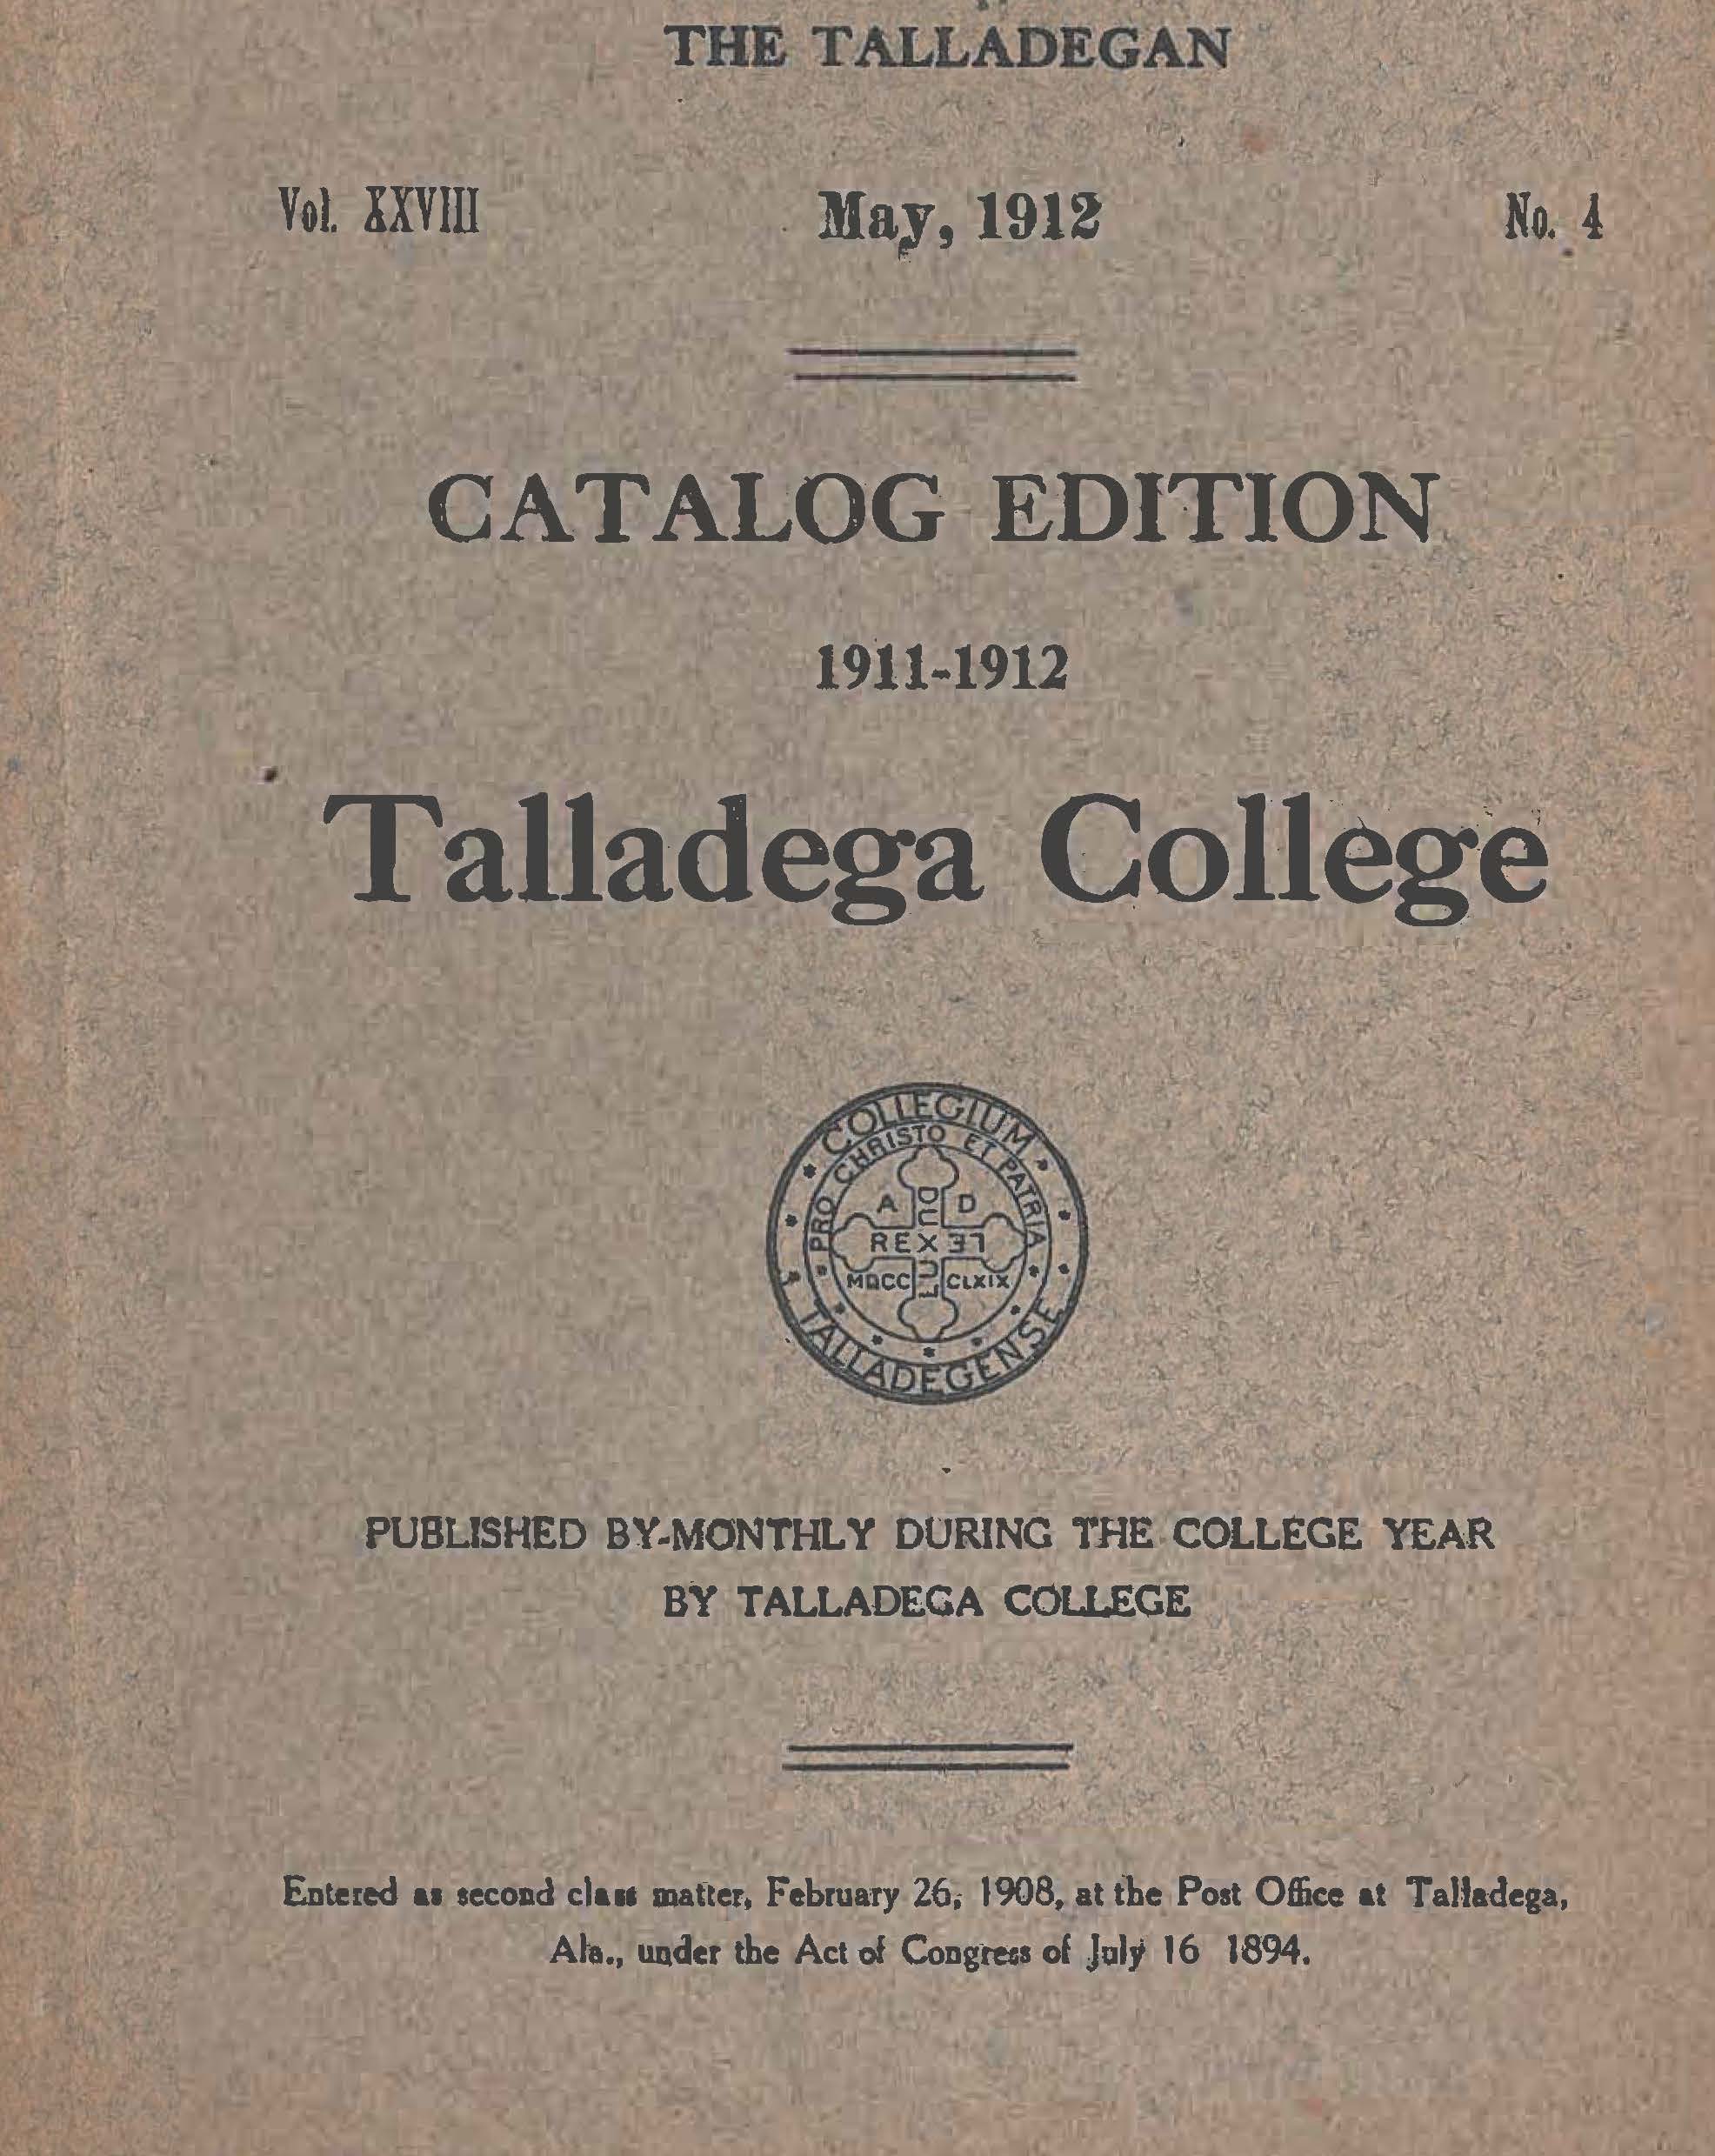 THE TALLADEGAN
Vol. XXVIII May, 1912 No. 4
CATALOG EDITION
1911-1912
Talladega College
COLLEGIUM
PRO CHRISTO ET PATRIA
A D
REX
MDCC CLXIX
TALLADEGENSE
PUBLISHED BY-MONTHLY DURING THE COLLEGE YEAR
BY TALLADEGA COLLEGE
Entered as second class matter, February 26, 1908, at the Post Office at Talladega,
Ala., under the Act of Congress of July 16 1894.